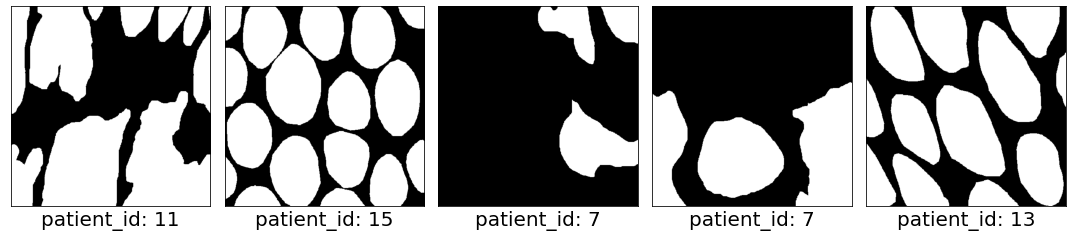 patient_id: 11
patient_id: 15
patient_id: 7
patient_id: 7
patient_id: 13